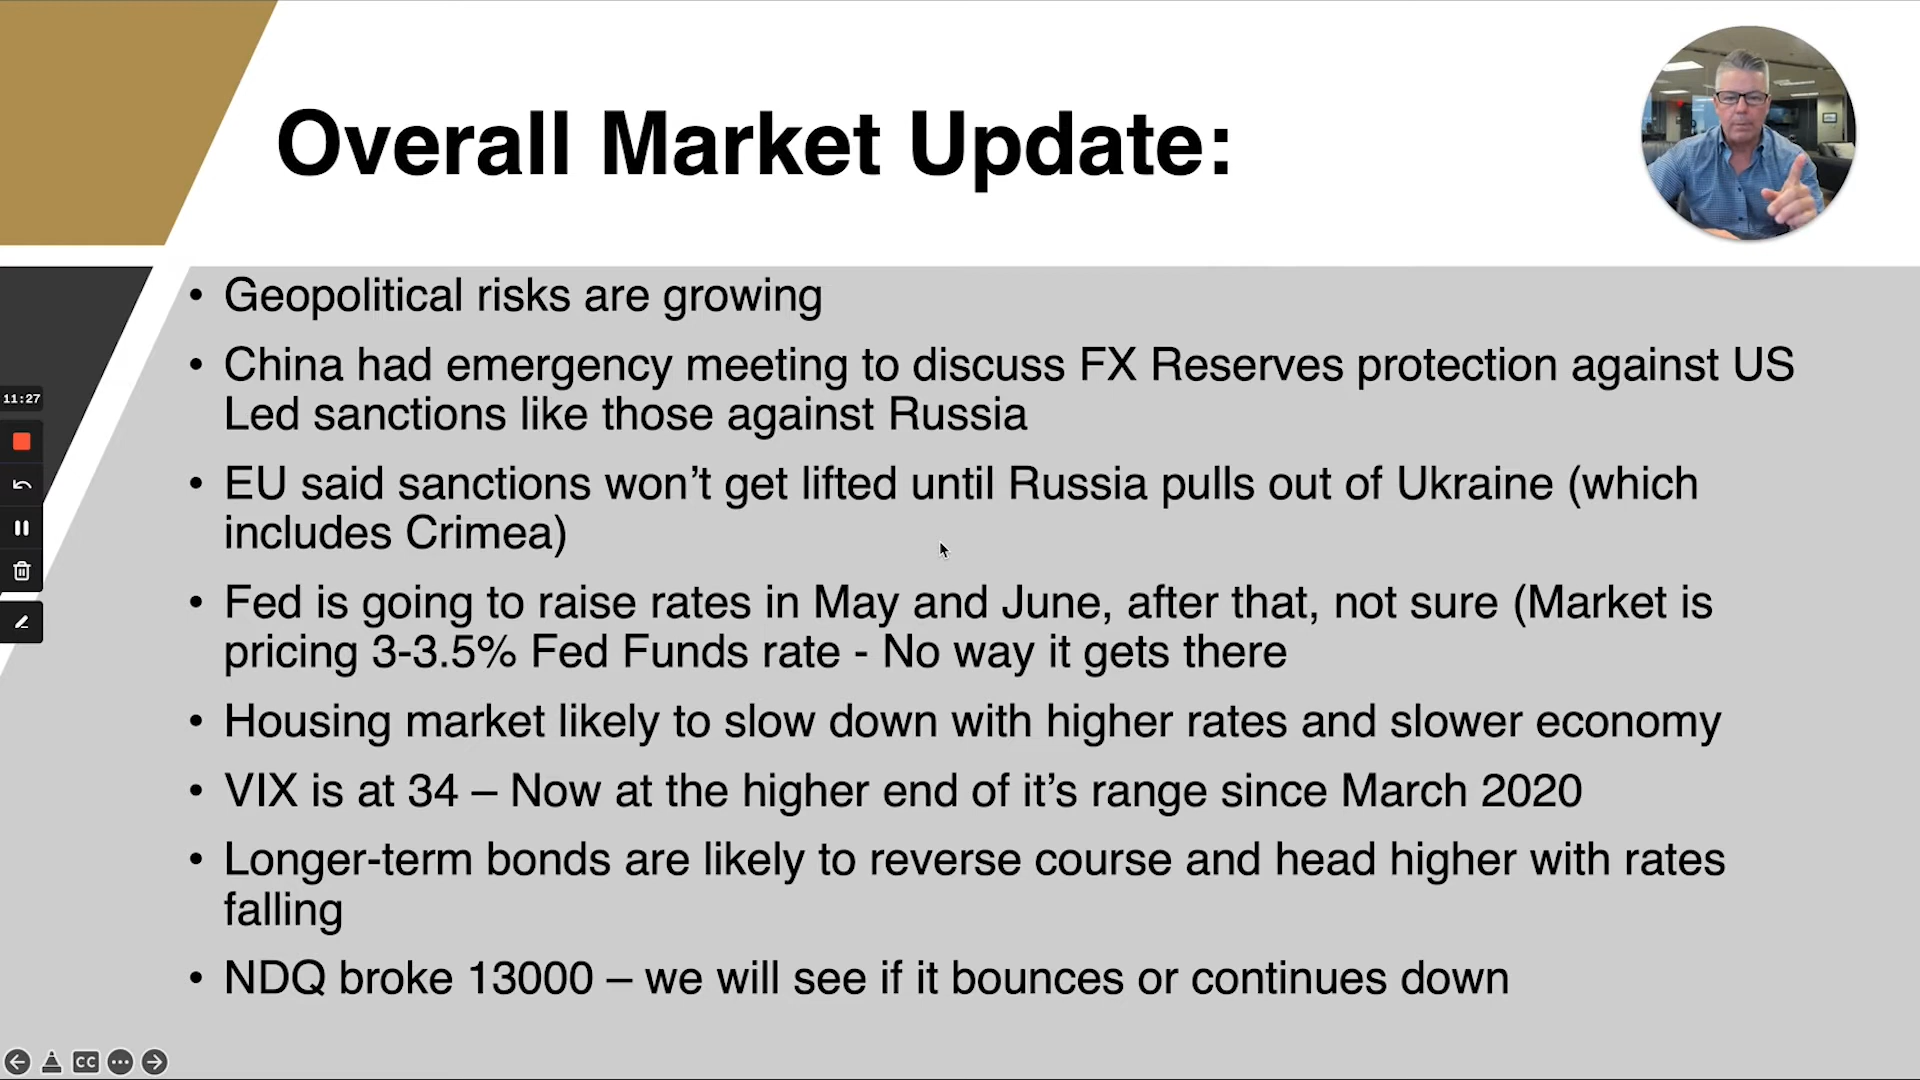 Overall Market Update:
• Geopolitical risks are growing
• China had emergency meeting to discuss FX Reserves protection against US
Led sanctions like those against Russia
• EU said sanctions won’t get lifted until Russia pulls out of Ukraine (which
includes Crimea)
• Fed is going to raise rates in May and June, after that, not sure (Market is
pricing 3-3.5% Fed Funds rate - No way it gets there
• Housing market likely to slow down with higher rates and slower economy
• VIX is at 34 – Now at the higher end of it’s range since March 2020
• Longer-term bonds are likely to reverse course and head higher with rates
falling
• NDQ broke 13000 – we will see if it bounces or continues down
11:27
CC